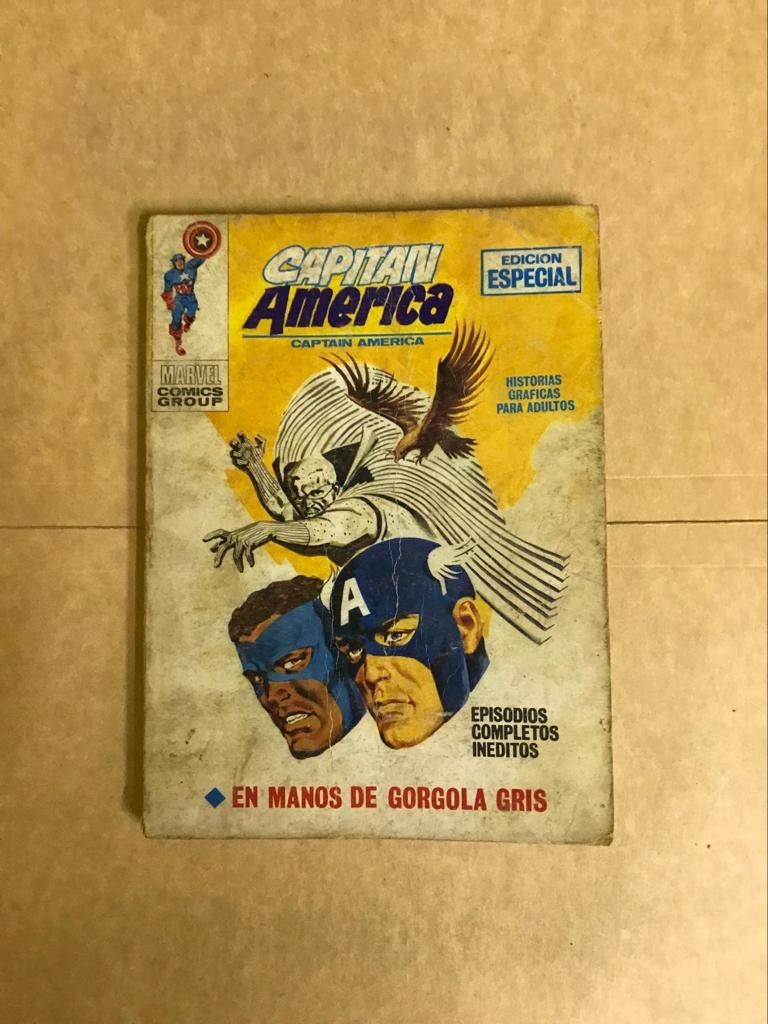 CAPITAN
America
CAPTAIN AMERICA
EDICION
ESPECIAL
MARVEL
COMICS
GROUP
HISTORIAS
GRAFICAS
PARA ADULTOS
A
EPISODIOS
COMPLETOS
INEDITOS
EN MANOS DE GORGOLA GRIS